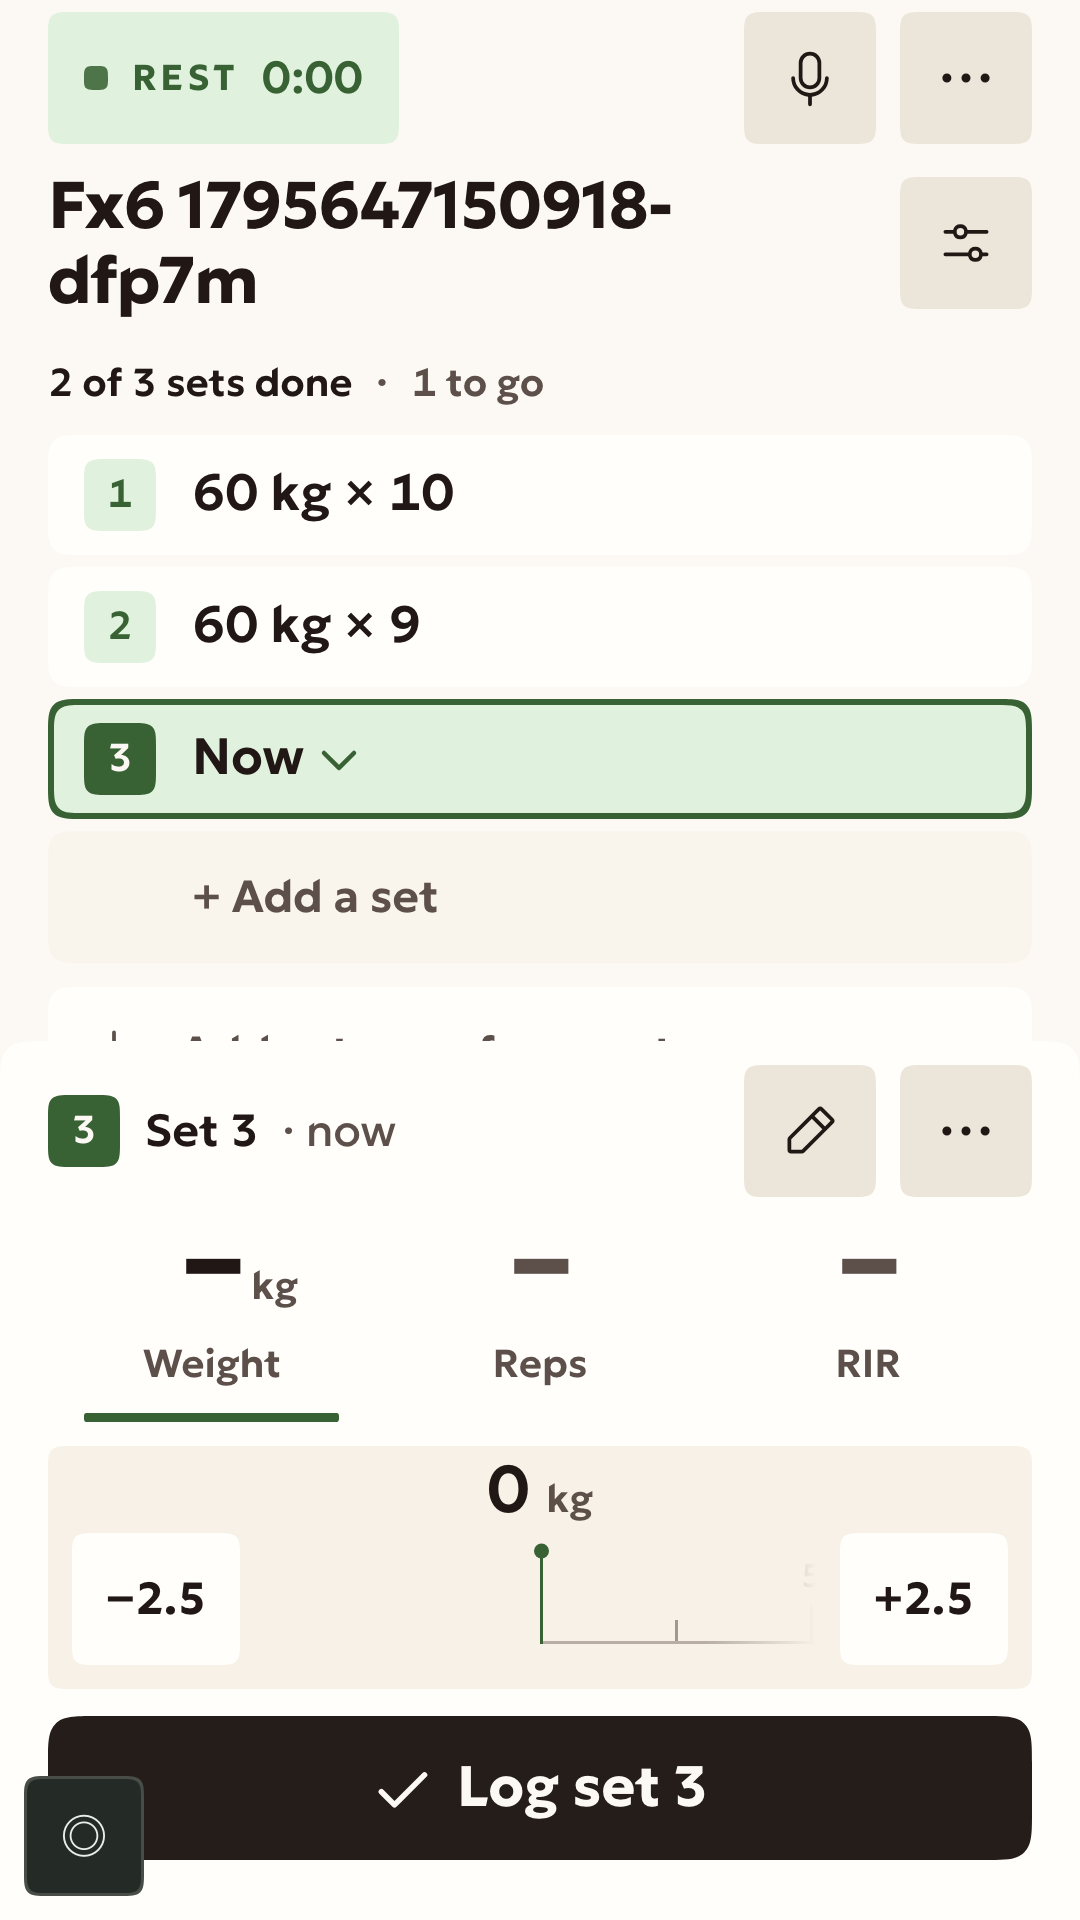 REST 0:00
Fx6 1795647150918-
dfp7m
2 of 3 sets done · 1 to go
1 60 kg × 10
2 60 kg × 9
3 Now
+ Add a set
3 Set 3 · now
— kg — —
Weight Reps RIR
0 kg
−2.5 +2.5
Log set 3